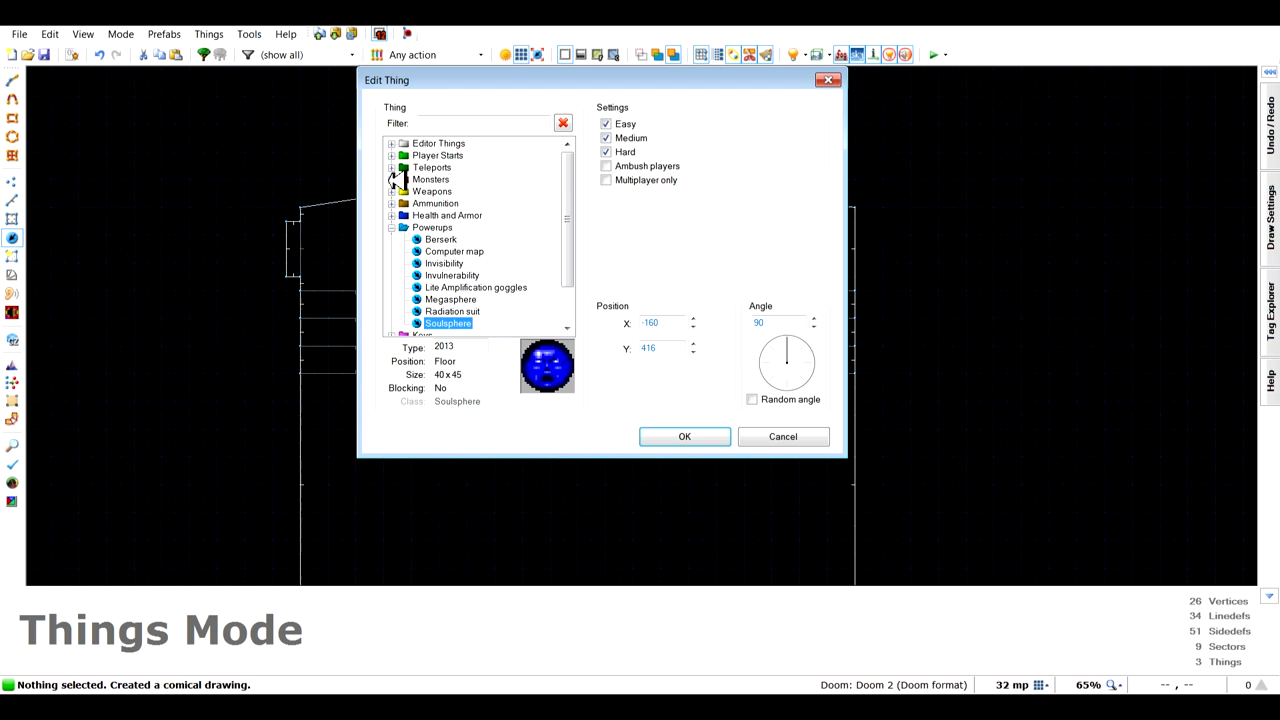 File Edit View Mode Prefabs Things Tools Help
(show all) Any action
Edit Thing
Thing
Filter:
Editor Things
Player Starts
Teleports
Monsters
Weapons
Ammunition
Health and Armor
Powerups
Berserk
Computer map
Invisibility
Invulnerability
Lite Amplification goggles
Megasphere
Radiation suit
Soulsphere
Keys
Type: 2013
Position: Floor
Size: 40 x 45
Blocking: No
Class: Soulsphere
Settings
Easy
Medium
Hard
Ambush players
Multiplayer only
Position
X: -160
Y: 416
Angle
90
Random angle
OK Cancel
Undo / Redo
Draw Settings
Tag Explorer
Help
Things Mode
26 Vertices
34 Linedefs
51 Sidedefs
9 Sectors
3 Things
Nothing selected. Created a comical drawing. Doom: Doom 2 (Doom format) 32 mp 65% -- , -- 0